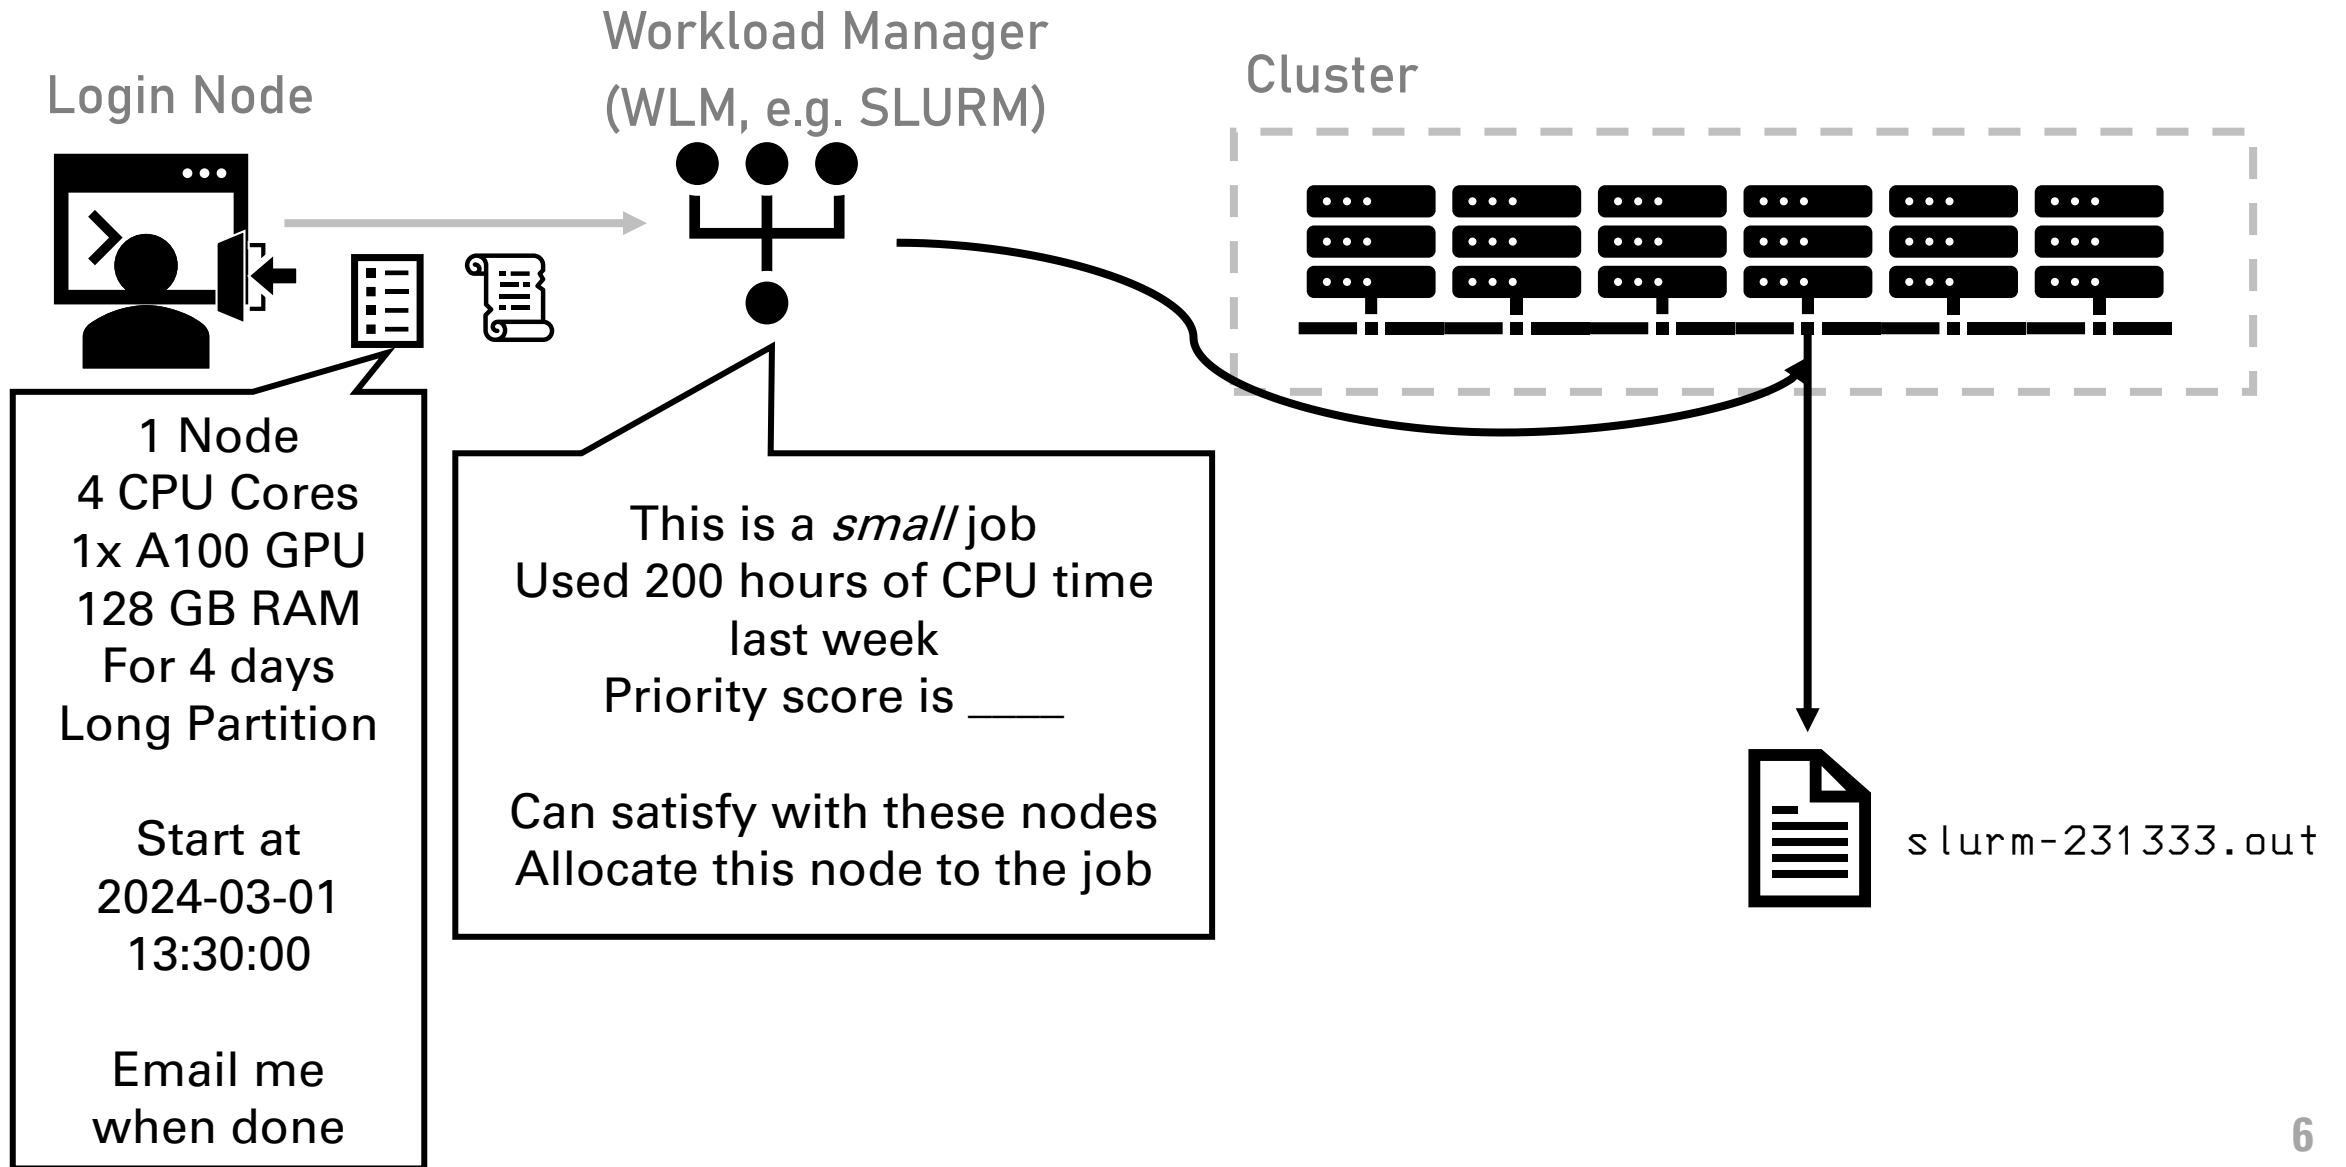 Workload Manager
(WLM, e.g. SLURM)
Login Node
Cluster
1 Node
4 CPU Cores
1x A100 GPU
128 GB RAM
For 4 days
Long Partition
Start at
2024-03-01
13:30:00
Email me
when done
This is a small job
Used 200 hours of CPU time
last week
Priority score is ____
Can satisfy with these nodes
Allocate this node to the job
slurm-231333.out
6